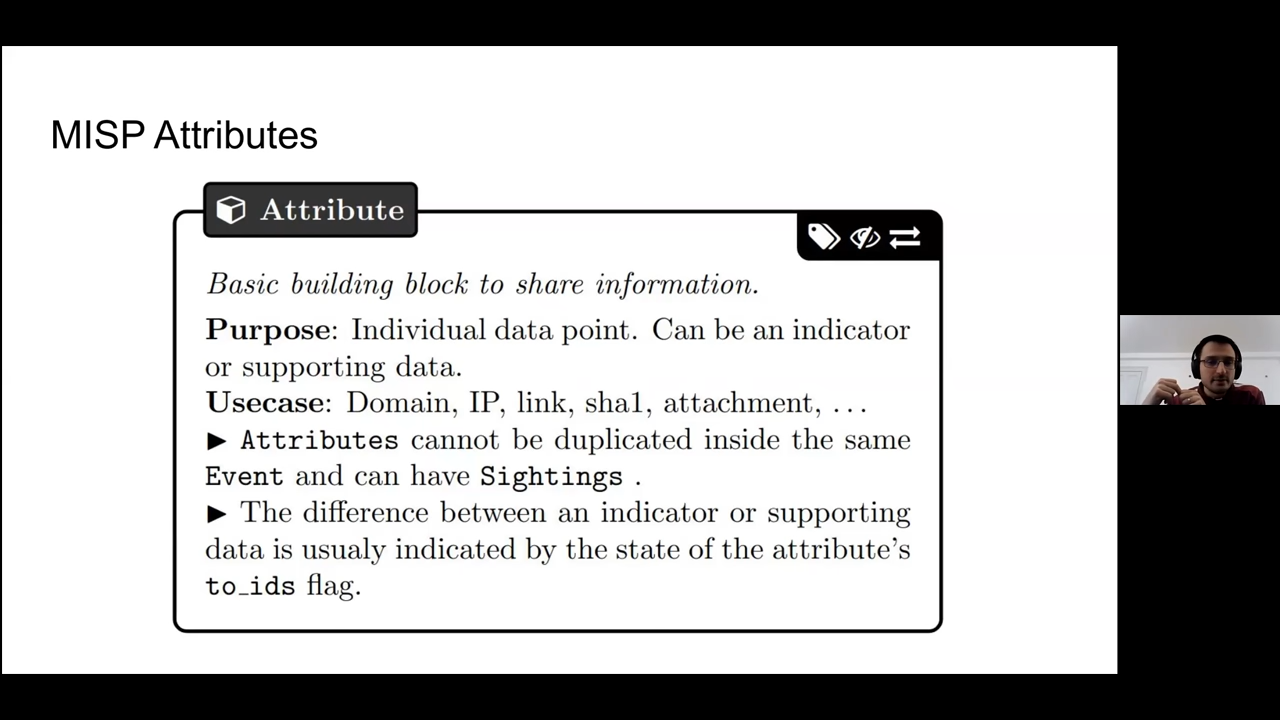 MISP Attributes
Attribute
Basic building block to share information.
Purpose: Individual data point. Can be an indicator
or supporting data.
Usecase: Domain, IP, link, sha1, attachment, ...
► Attributes cannot be duplicated inside the same
Event and can have Sightings .
► The difference between an indicator or supporting
data is usualy indicated by the state of the attribute's
to_ids flag.